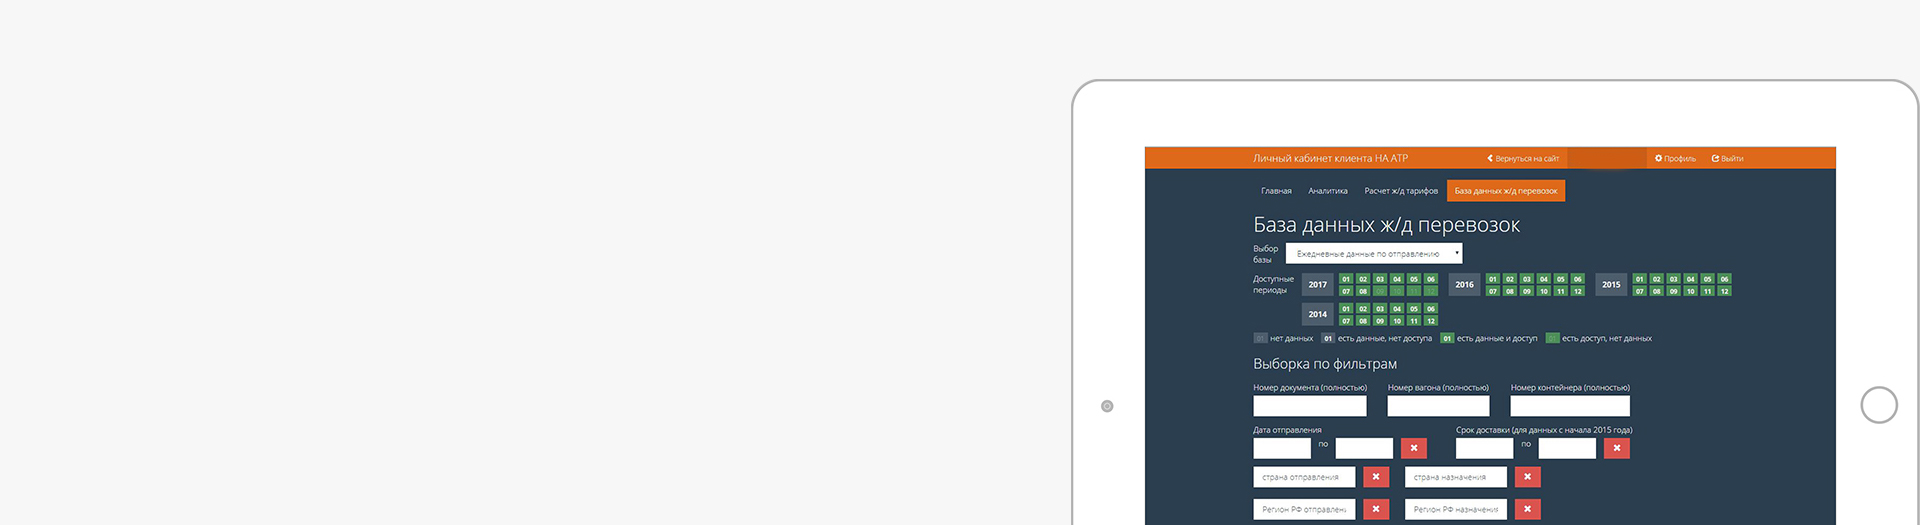 Личный кабинет клиента НА АТР Вернуться на сайт Профиль Выйти
Главная Аналитика Расчет ж/д тарифов База данных ж/д перевозок
База данных ж/д перевозок
Выбор базы Ежедневные данные по отправлению
Доступные периоды
2017 01 02 03 04 05 06 2016 01 02 03 04 05 06 2015 01 02 03 04 05 06
07 08 09 10 11 12 07 08 09 10 11 12 07 08 09 10 11 12
2014 01 02 03 04 05 06
07 08 09 10 11 12
01 нет данных 01 есть данные, нет доступа 01 есть данные и доступ 01 есть доступ, нет данных
Выборка по фильтрам
Номер документа (полностью) Номер вагона (полностью) Номер контейнера (полностью)
Дата отправления Срок доставки (для данных с начала 2015 года)
по по
страна отправления страна назначения
Регион РФ отправлени Регион РФ назначения